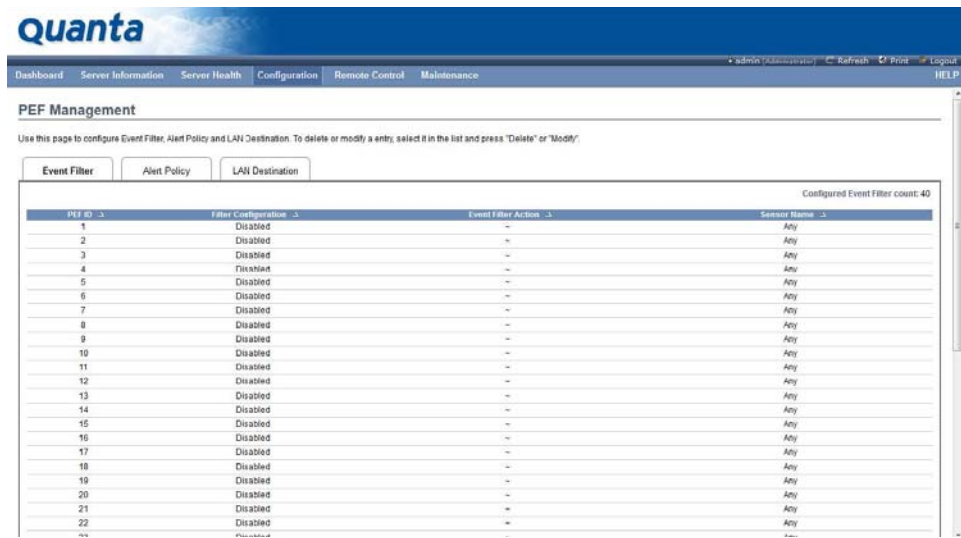 Quanta
• admin (Administrator) Refresh Print Logout
Dashboard Server Information Server Health Configuration Remote Control Maintenance HELP
PEF Management
Use this page to configure Event Filter, Alert Policy and LAN Destination. To delete or modify a entry, select it in the list and press "Delete" or "Modify".
Event Filter Alert Policy LAN Destination
Configured Event Filter count: 40
PEF ID Filter Configuration Event Filter Action Sensor Name
1 Disabled ~ Any
2 Disabled ~ Any
3 Disabled ~ Any
4 Disabled ~ Any
5 Disabled ~ Any
6 Disabled ~ Any
7 Disabled ~ Any
8 Disabled ~ Any
9 Disabled ~ Any
10 Disabled ~ Any
11 Disabled ~ Any
12 Disabled ~ Any
13 Disabled ~ Any
14 Disabled ~ Any
15 Disabled ~ Any
16 Disabled ~ Any
17 Disabled ~ Any
18 Disabled ~ Any
19 Disabled ~ Any
20 Disabled ~ Any
21 Disabled ~ Any
22 Disabled ~ Any